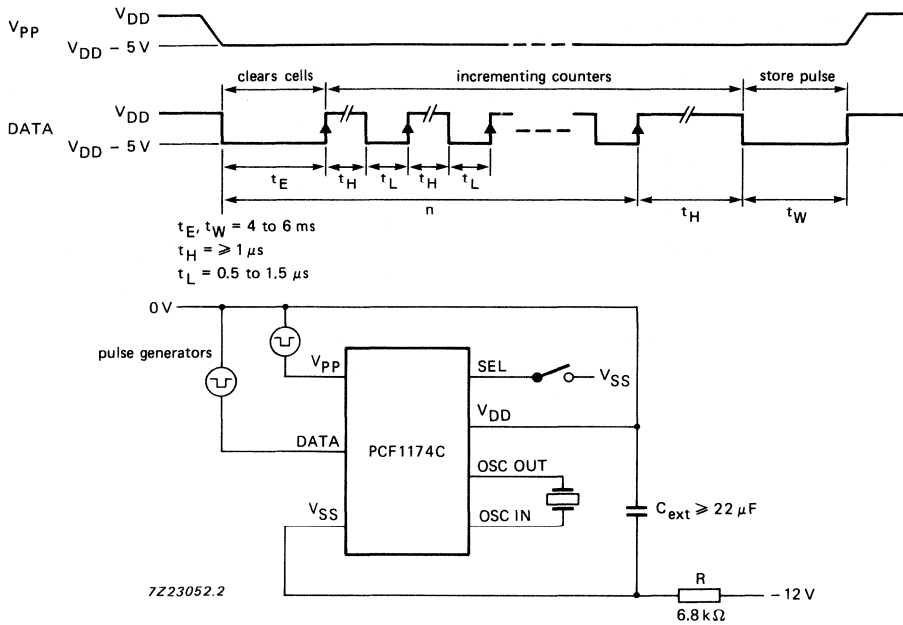 V_PP
V_DD
V_DD − 5 V
clears cells
incrementing counters
store pulse
DATA
V_DD
V_DD − 5 V
t_E
t_H
t_L
t_H
t_L
n
t_H
t_W
t_E, t_W = 4 to 6 ms
t_H = ⩾ 1 μs
t_L = 0.5 to 1.5 μs
0 V
pulse generators
V_PP
SEL
V_SS
V_DD
DATA
PCF1174C
OSC OUT
V_SS
OSC IN
C_ext ⩾ 22 μF
7Z23052.2
R
−12 V
6.8 kΩ